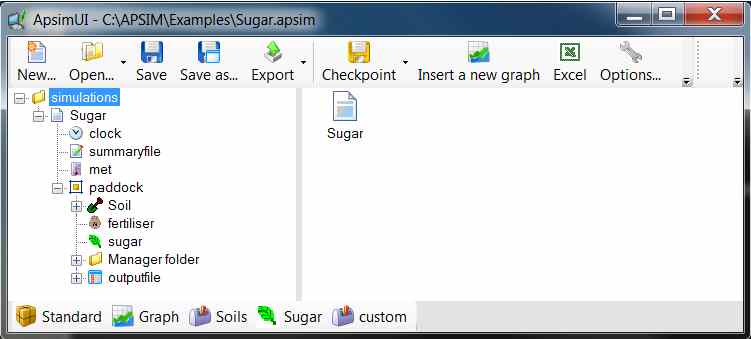 ApsimUI - C:\APSIM\Examples\Sugar.apsim
New... Open... Save Save as... Export Checkpoint Insert a new graph Excel Options...
simulations
Sugar
clock
summaryfile
met
paddock
Soil
fertiliser
sugar
Manager folder
outputfile
Sugar
Standard Graph Soils Sugar custom